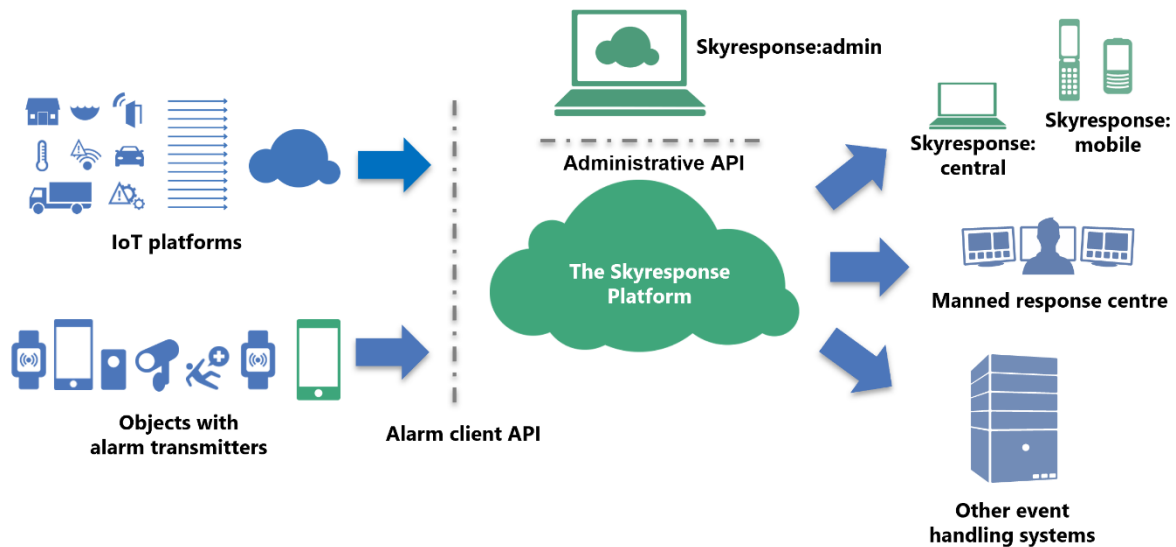 Skyresponse:admin
Administrative API
IoT platforms
Objects with
alarm transmitters
Alarm client API
The Skyresponse
Platform
Skyresponse:
central
Skyresponse:
mobile
Manned response centre
Other event
handling systems